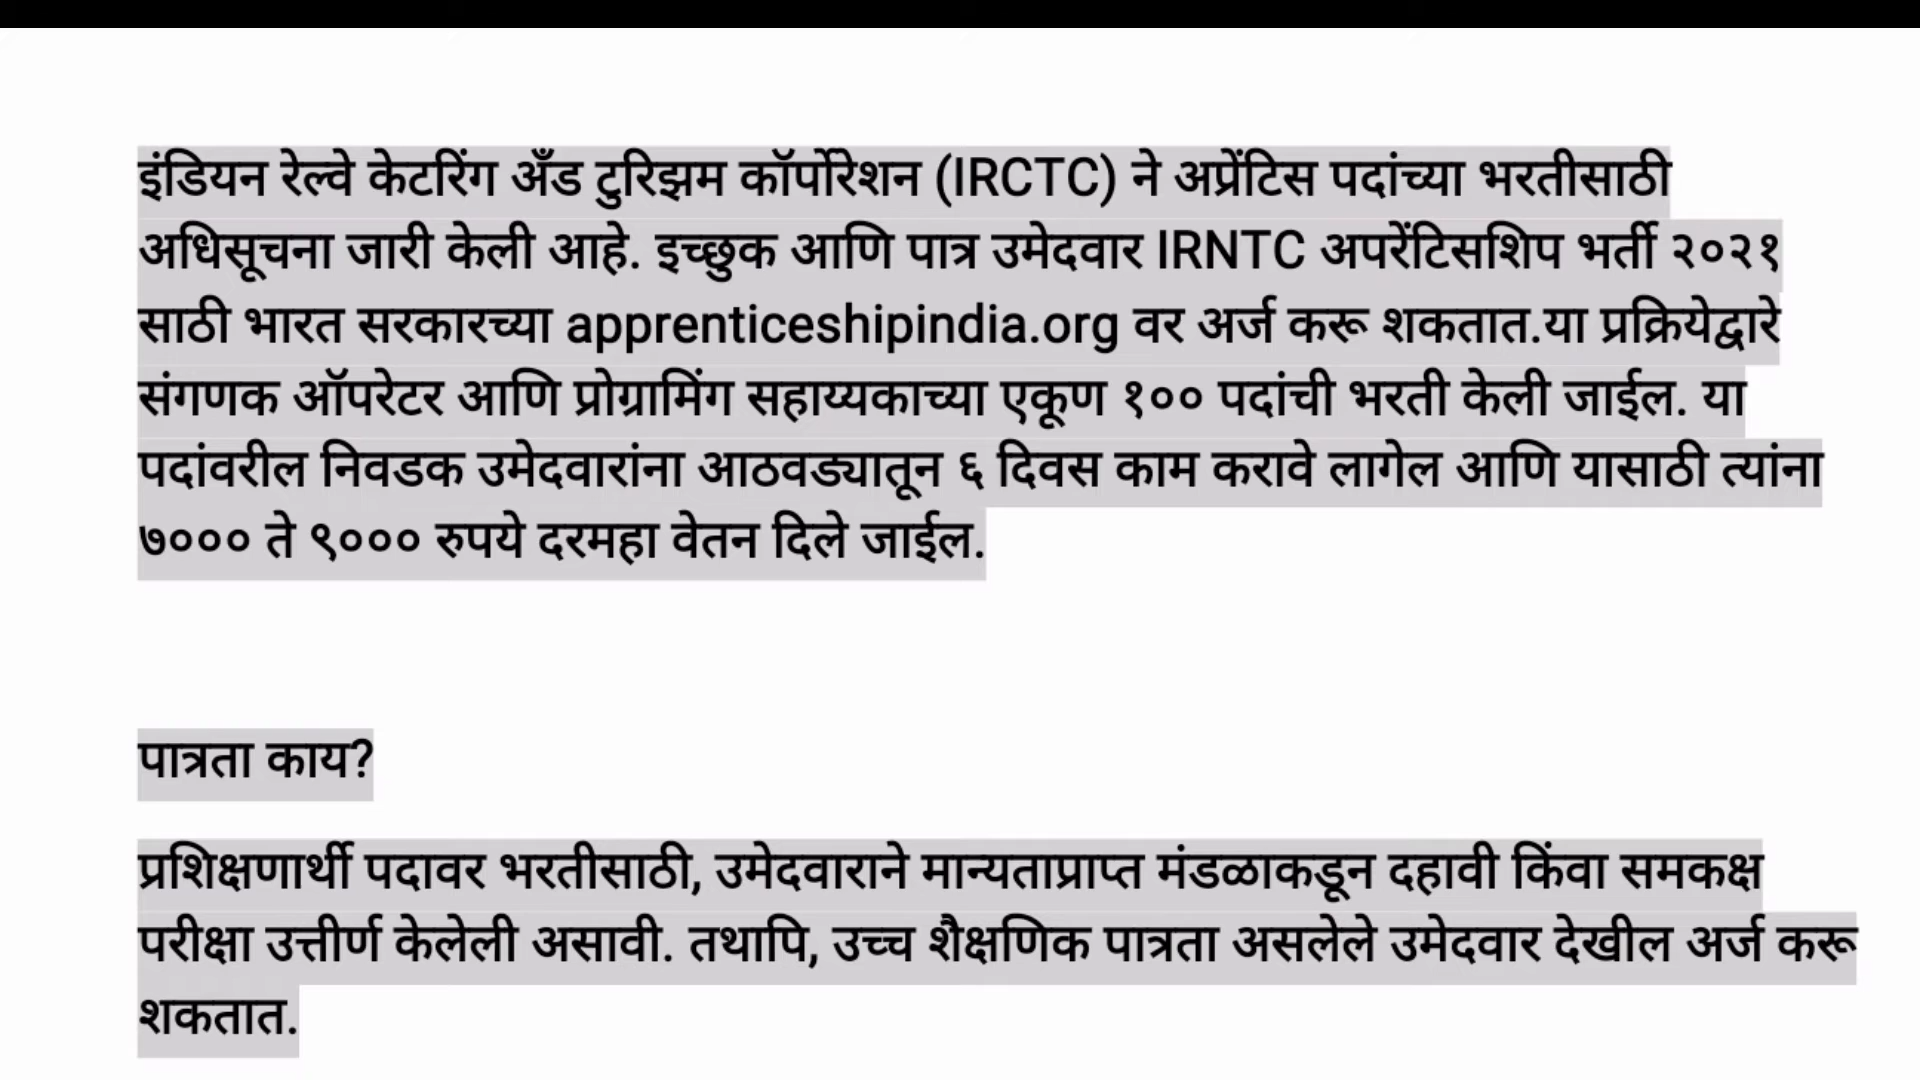 इंडियन रेल्वे केटरिंग अँड टुरिझम कॉर्पोरेशन (IRCTC) ने अप्रेंटिस पदांच्या भरतीसाठी
अधिसूचना जारी केली आहे. इच्छुक आणि पात्र उमेदवार IRNTC अपरेंटिसशिप भर्ती २०२१
साठी भारत सरकारच्या apprenticeshipindia.org वर अर्ज करू शकतात.या प्रक्रियेद्वारे
संगणक ऑपरेटर आणि प्रोग्रामिंग सहाय्यकाच्या एकूण १०० पदांची भरती केली जाईल. या
पदांवरील निवडक उमेदवारांना आठवड्यातून ६ दिवस काम करावे लागेल आणि यासाठी त्यांना
७००० ते ९००० रुपये दरमहा वेतन दिले जाईल.
पात्रता काय?
प्रशिक्षणार्थी पदावर भरतीसाठी, उमेदवाराने मान्यताप्राप्त मंडळाकडून दहावी किंवा समकक्ष
परीक्षा उत्तीर्ण केलेली असावी. तथापि, उच्च शैक्षणिक पात्रता असलेले उमेदवार देखील अर्ज करू
शकतात.